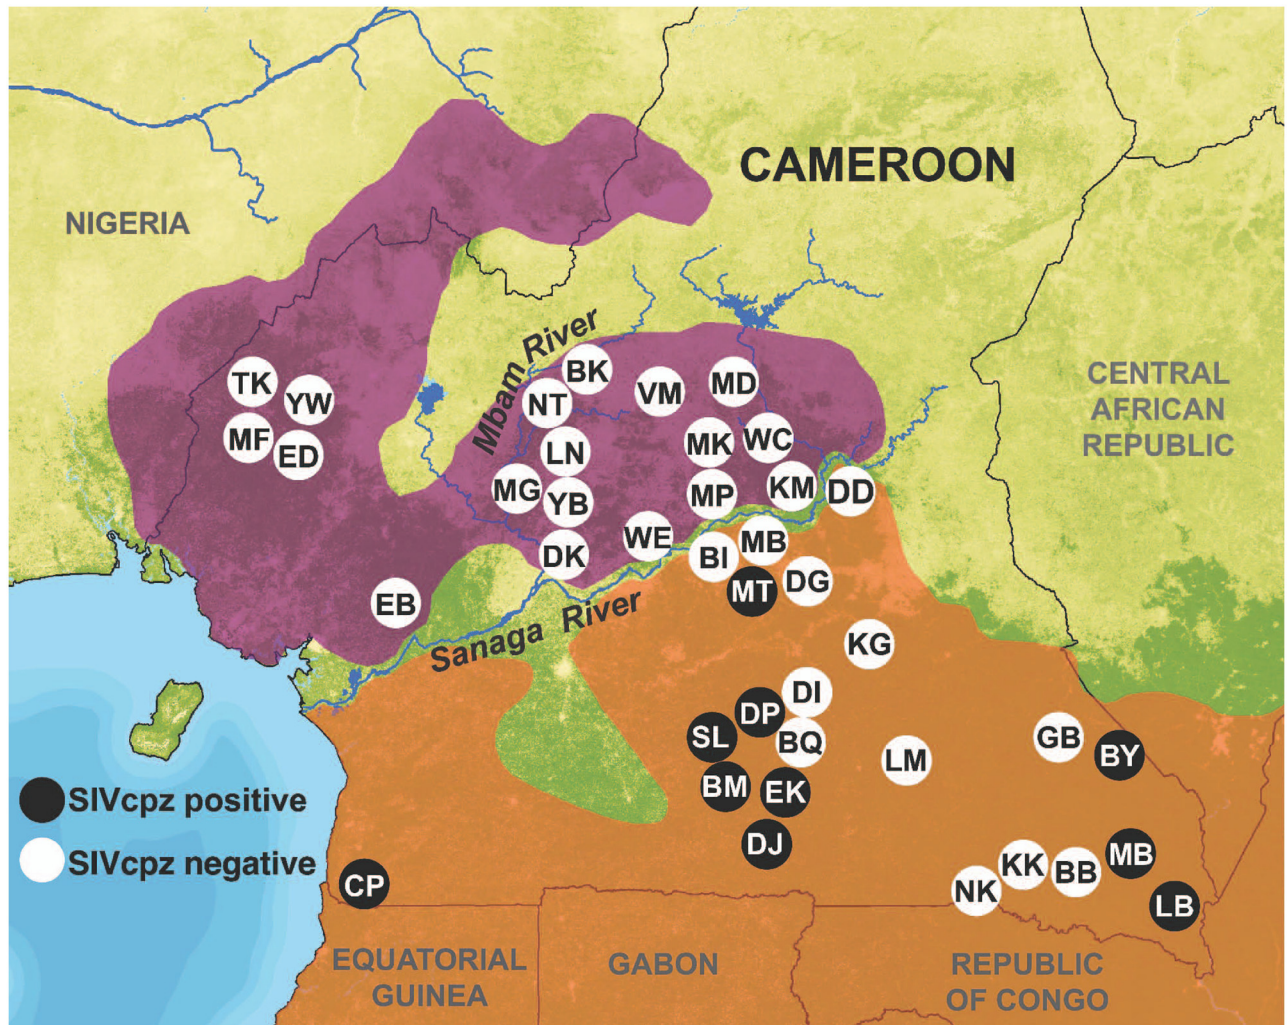 CAMEROON
NIGERIA
Mbam River
BK
TK
YW
VM
MD
NT
CENTRAL
AFRICAN
REPUBLIC
MF
ED
LN
MK
WC
MG
YB
MP
KM
DD
WE
MB
DK
BI
MT
DG
EB
Sanaga River
KG
DI
DP
SL
BQ
GB
BY
LM
BM
EK
SIVcpz positive
DJ
SIVcpz negative
MB
KK
BB
CP
NK
LB
EQUATORIAL
GUINEA
GABON
REPUBLIC
OF CONGO